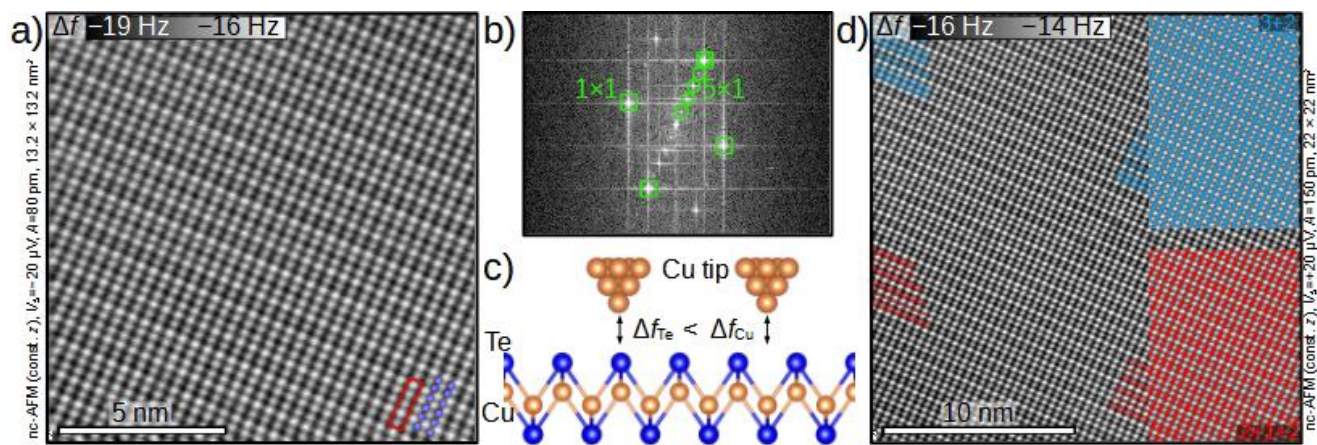 a)
Δf −19 Hz −16 Hz
nc-AFM (const. z), Vₛ=−20 µV, A=80 pm, 13.2 × 13.2 nm²
5 nm
b)
1×1
5×1
c)
Cu tip
Δf_Te < Δf_Cu
Te
Cu
d)
Δf −16 Hz −14 Hz
10 nm
nc-AFM (const. z), Vₛ=+20 µV, A=150 pm, 22 × 22 nm²